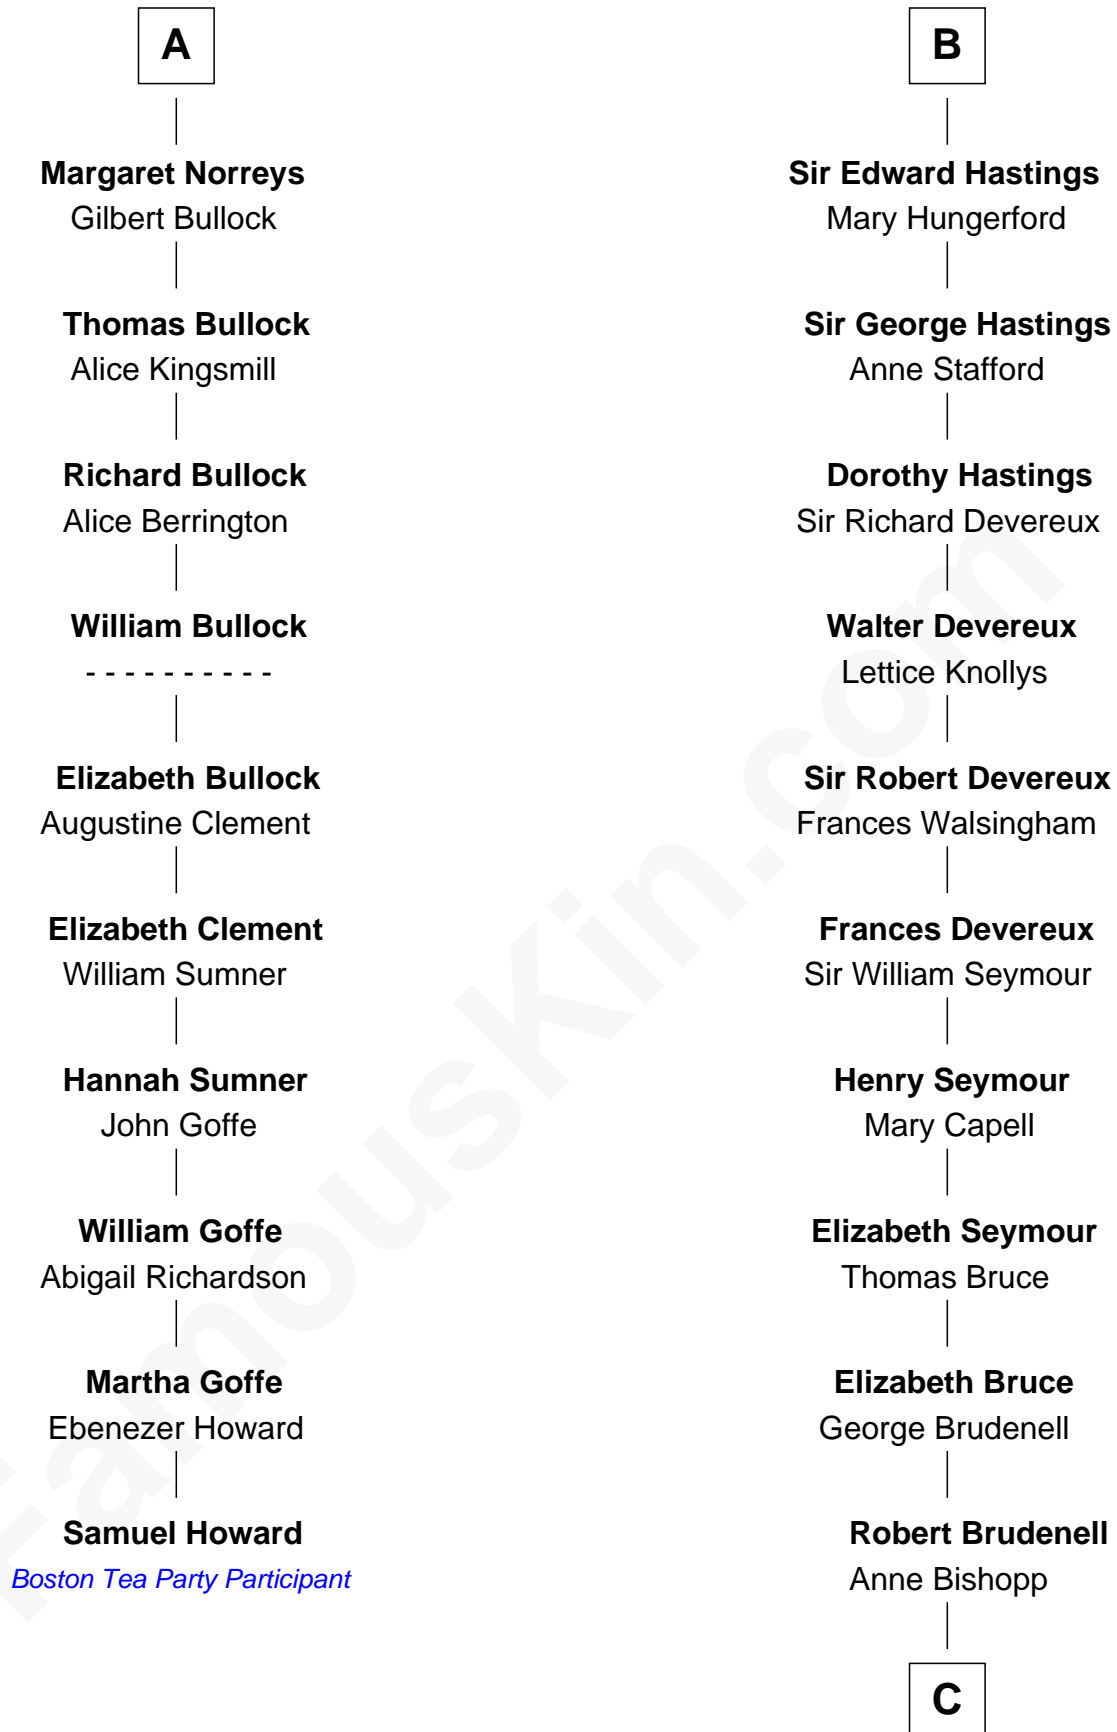 A
Margaret Norreys
Gilbert Bullock
Thomas Bullock
Alice Kingsmill
Richard Bullock
Alice Berrington
William Bullock
- - - - - - - - - -
Elizabeth Bullock
Augustine Clement
Elizabeth Clement
William Sumner
Hannah Sumner
John Goffe
William Goffe
Abigail Richardson
Martha Goffe
Ebenezer Howard
Samuel Howard
Boston Tea Party Participant
B
Sir Edward Hastings
Mary Hungerford
Sir George Hastings
Anne Stafford
Dorothy Hastings
Sir Richard Devereux
Walter Devereux
Lettice Knollys
Sir Robert Devereux
Frances Walsingham
Frances Devereux
Sir William Seymour
Henry Seymour
Mary Capell
Elizabeth Seymour
Thomas Bruce
Elizabeth Bruce
George Brudenell
Robert Brudenell
Anne Bishopp
C
FamousKin.com